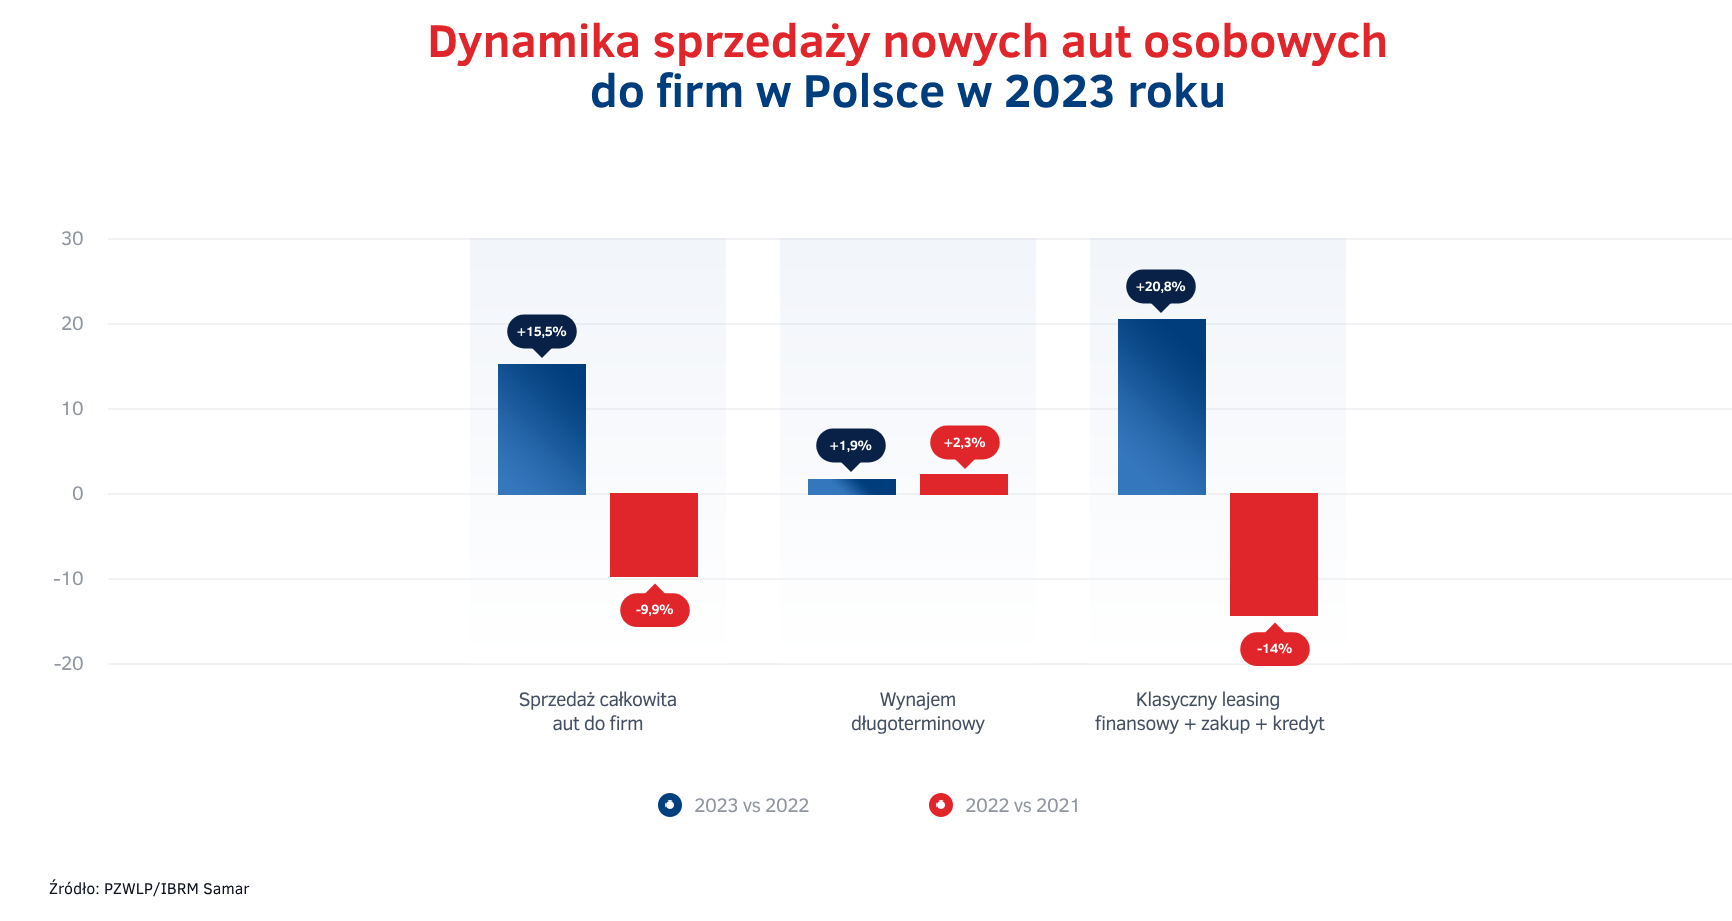 Dynamika sprzedaży nowych aut osobowych
do firm w Polsce w 2023 roku
30
20
10
0
-10
-20
+15,5%
-9,9%
+1,9%
+2,3%
+20,8%
-14%
Sprzedaż całkowita
aut do firm
Wynajem
długoterminowy
Klasyczny leasing
finansowy + zakup + kredyt
2023 vs 2022
2022 vs 2021
Źródło: PZWLP/IBRM Samar